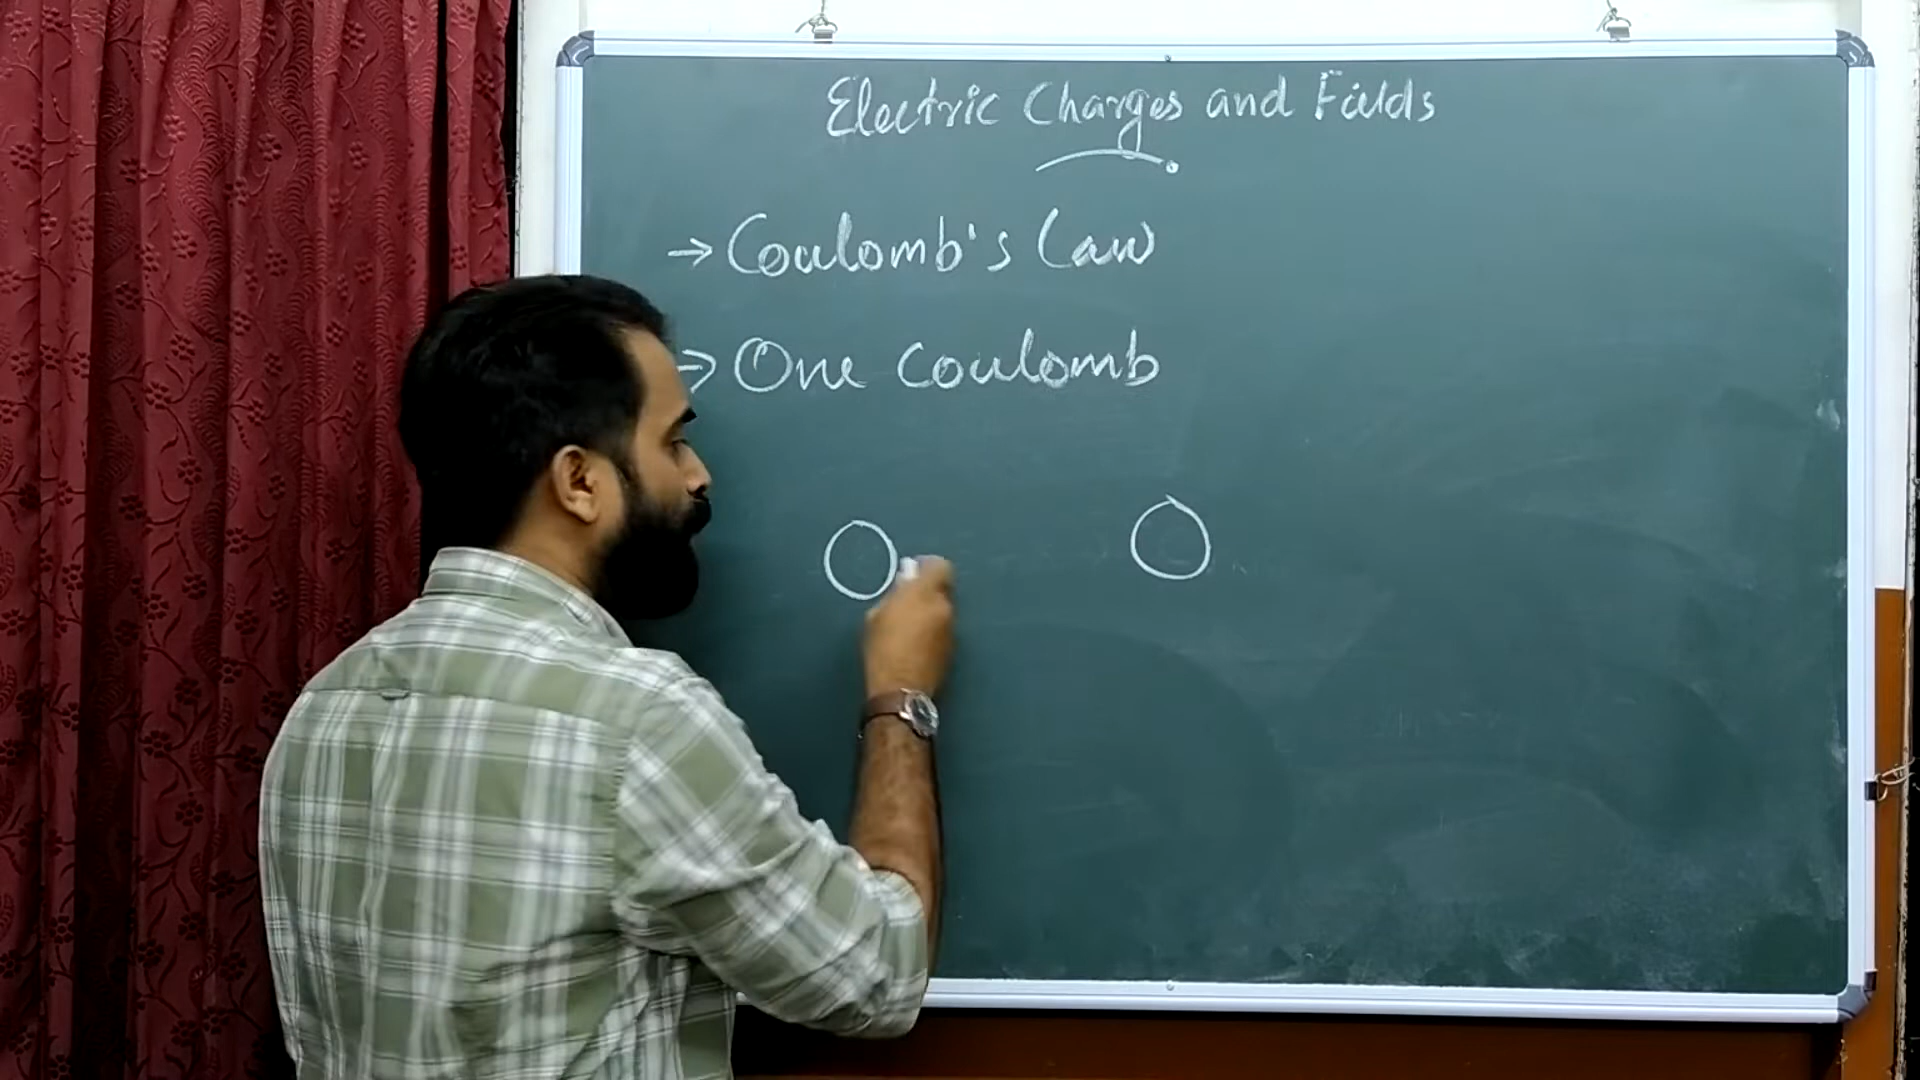 Electric Charges and Fields
→ Coulomb's Law
→ One Coulomb